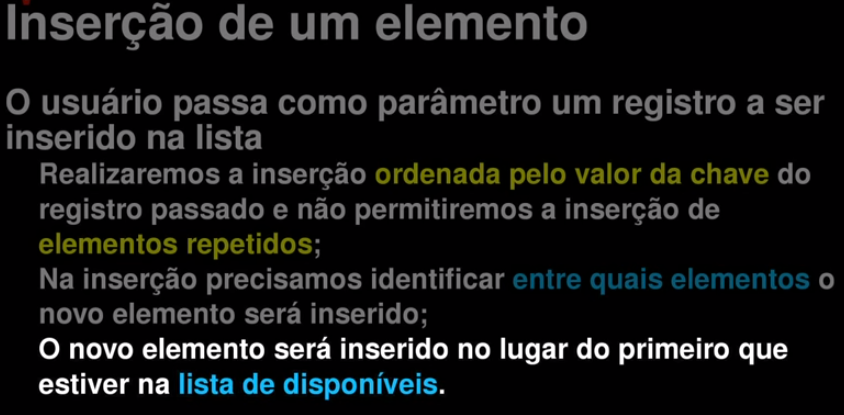 Inserção de um elemento
O usuário passa como parâmetro um registro a ser
inserido na lista
Realizaremos a inserção ordenada pelo valor da chave do
registro passado e não permitiremos a inserção de
elementos repetidos;
Na inserção precisamos identificar entre quais elementos o
novo elemento será inserido;
O novo elemento será inserido no lugar do primeiro que
estiver na lista de disponíveis.